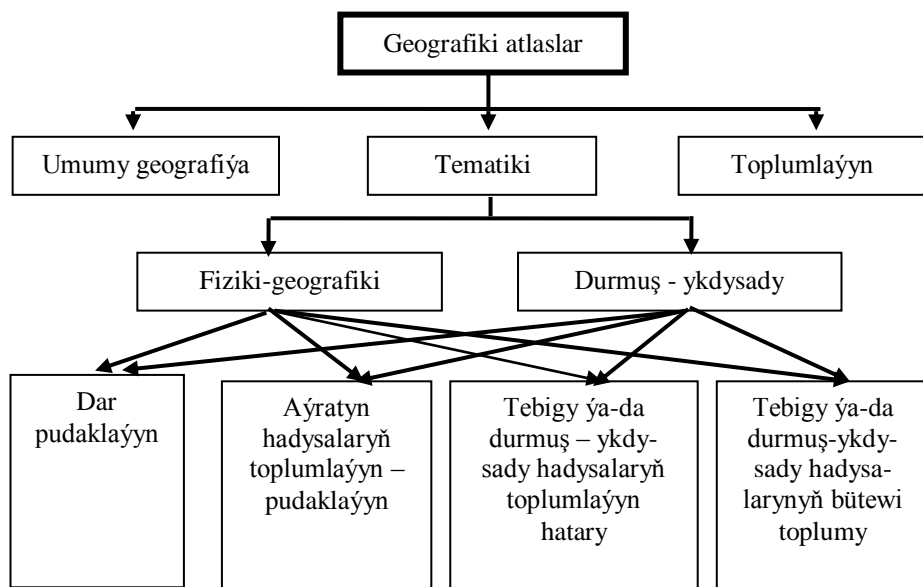 Geografiki atlaslar
Umumy geografiýa
Tematiki
Toplumlaýyn
Fiziki-geografiki
Durmuş - ykdysady
Dar
pudaklaýyn
Aýratyn
hadysalaryň
toplumlaýyn –
pudaklaýyn
Tebigy ýa-da
durmuş – ykdy-
sady hadysalaryň
toplumlaýyn
hatary
Tebigy ýa-da
durmuş-ykdy-
sady hadysa-
larynyň bütewi
toplumy